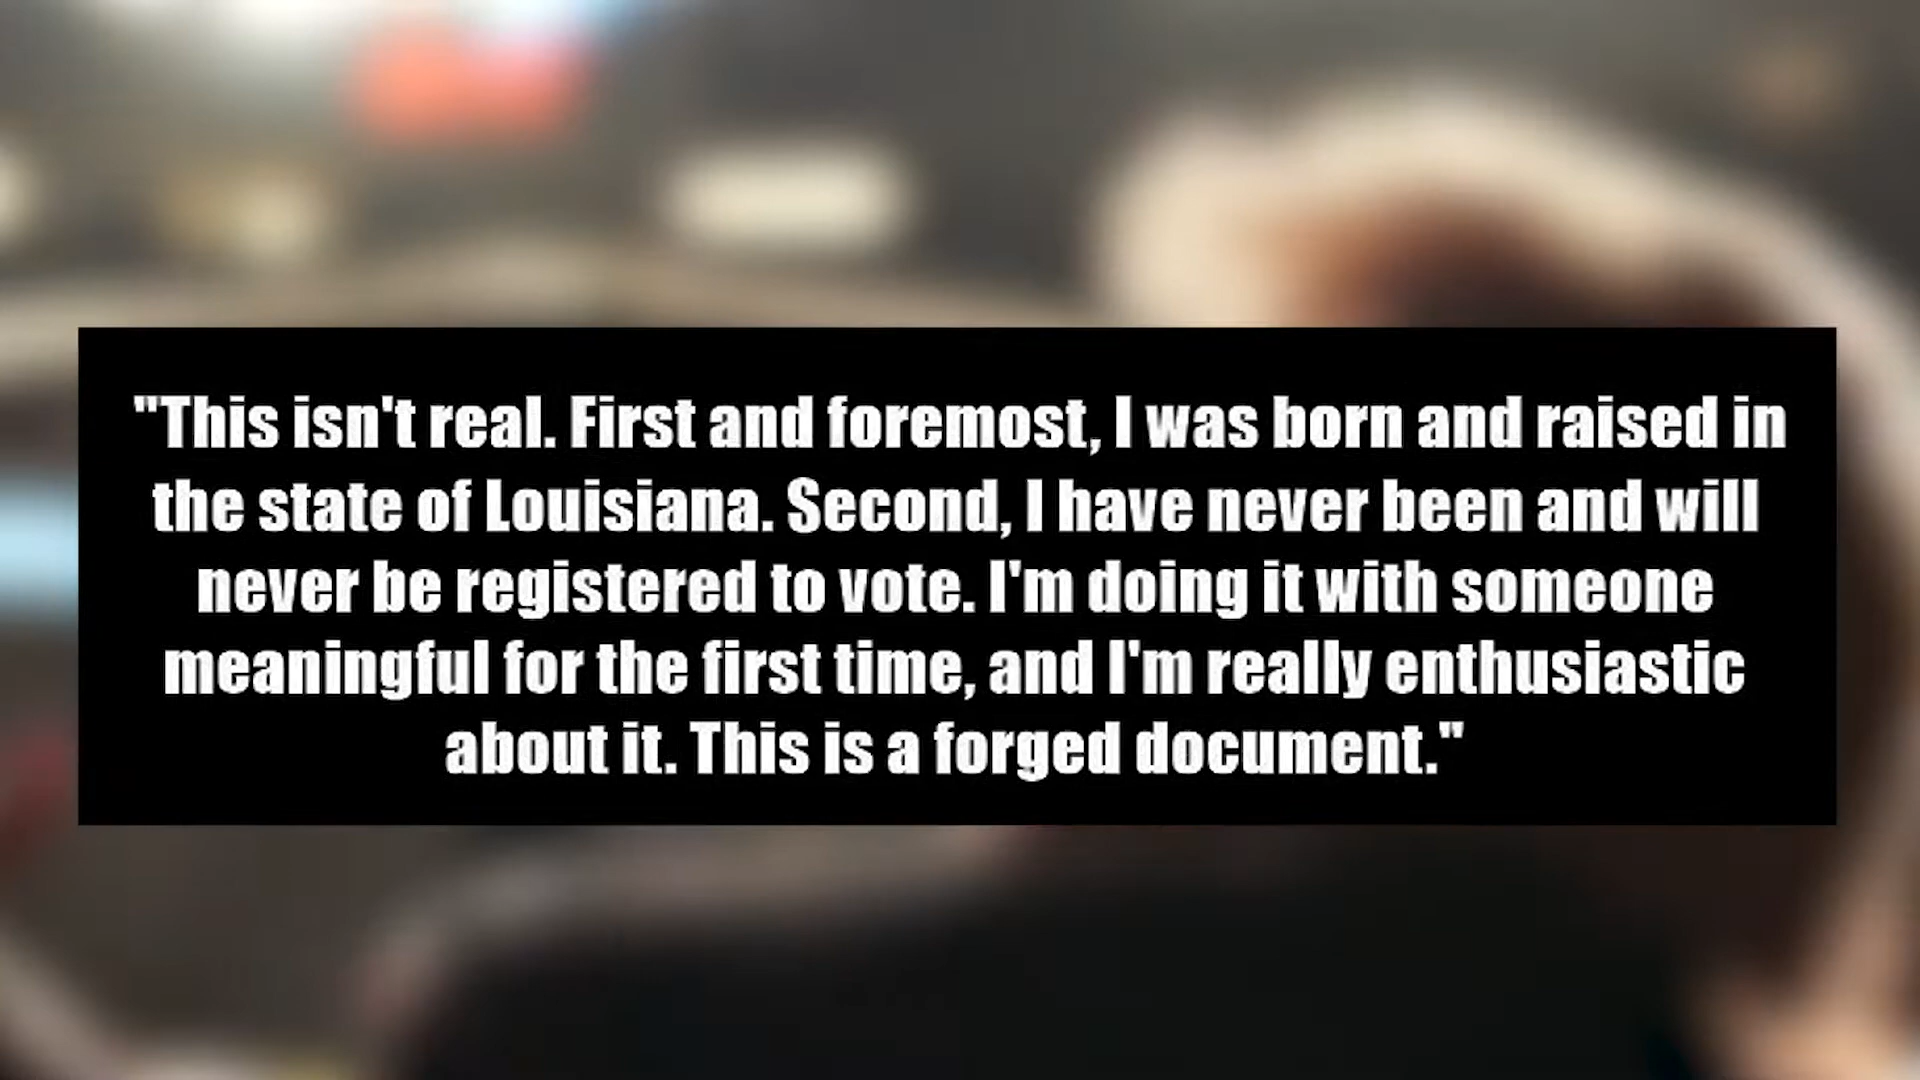 "This isn't real. First and foremost, I was born and raised in
the state of Louisiana. Second, I have never been and will
never be registered to vote. I'm doing it with someone
meaningful for the first time, and I'm really enthusiastic
about it. This is a forged document."